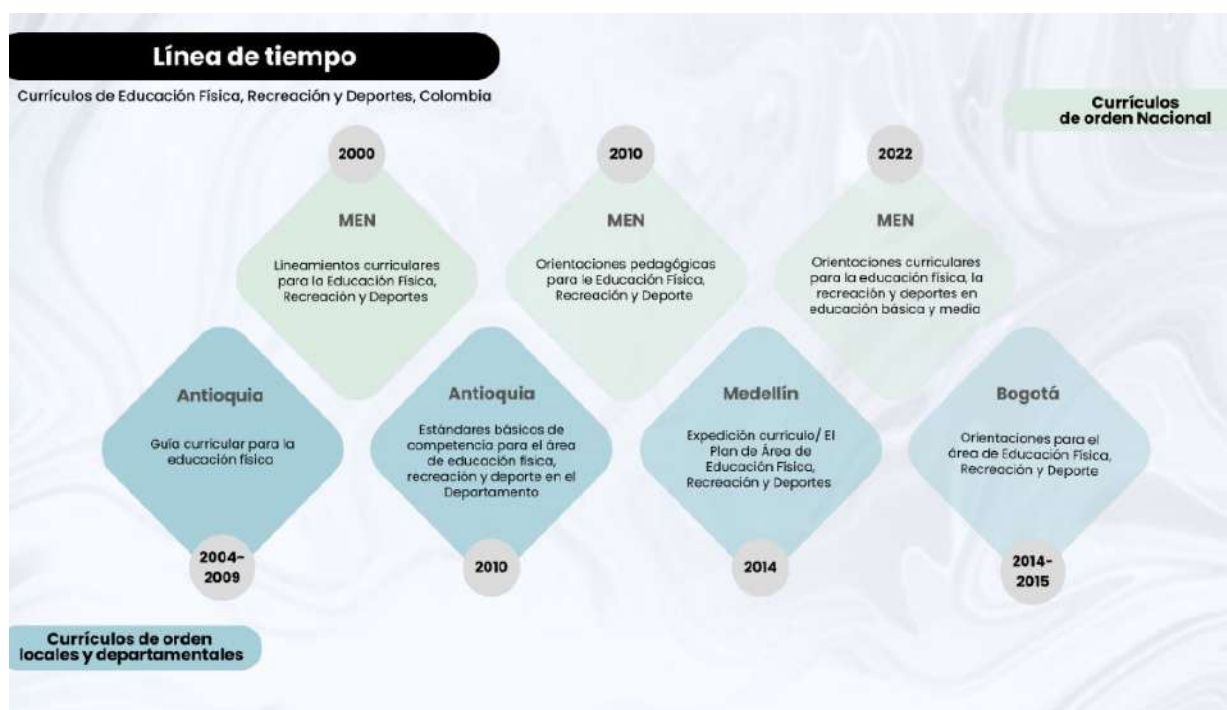 Línea de tiempo
Currículos de Educación Física, Recreación y Deportes, Colombia
Currículos
de orden Nacional
2000
MEN
Lineamientos curriculares
para la Educación Física,
Recreación y Deportes
2010
MEN
Orientaciones pedagógicas
para le Educación Física,
Recreación y Deporte
2022
MEN
Orientaciones curriculares
para la educación física, la
recreación y deportes en
educación básica y media
Antioquia
Guía curricular para la
educación física
2004-
2009
Antioquia
Estándares básicos de
competencia para el área
de educación física,
recreación y deporte en el
Departamento
2010
Medellín
Expedición curriculo/ El
Plan de Área de
Educación Física,
Recreación y Deportes
2014
Bogotá
Orientaciones para el
área de Educación Física,
Recreación y Deporte
2014-
2015
Currículos de orden
locales y departamentales